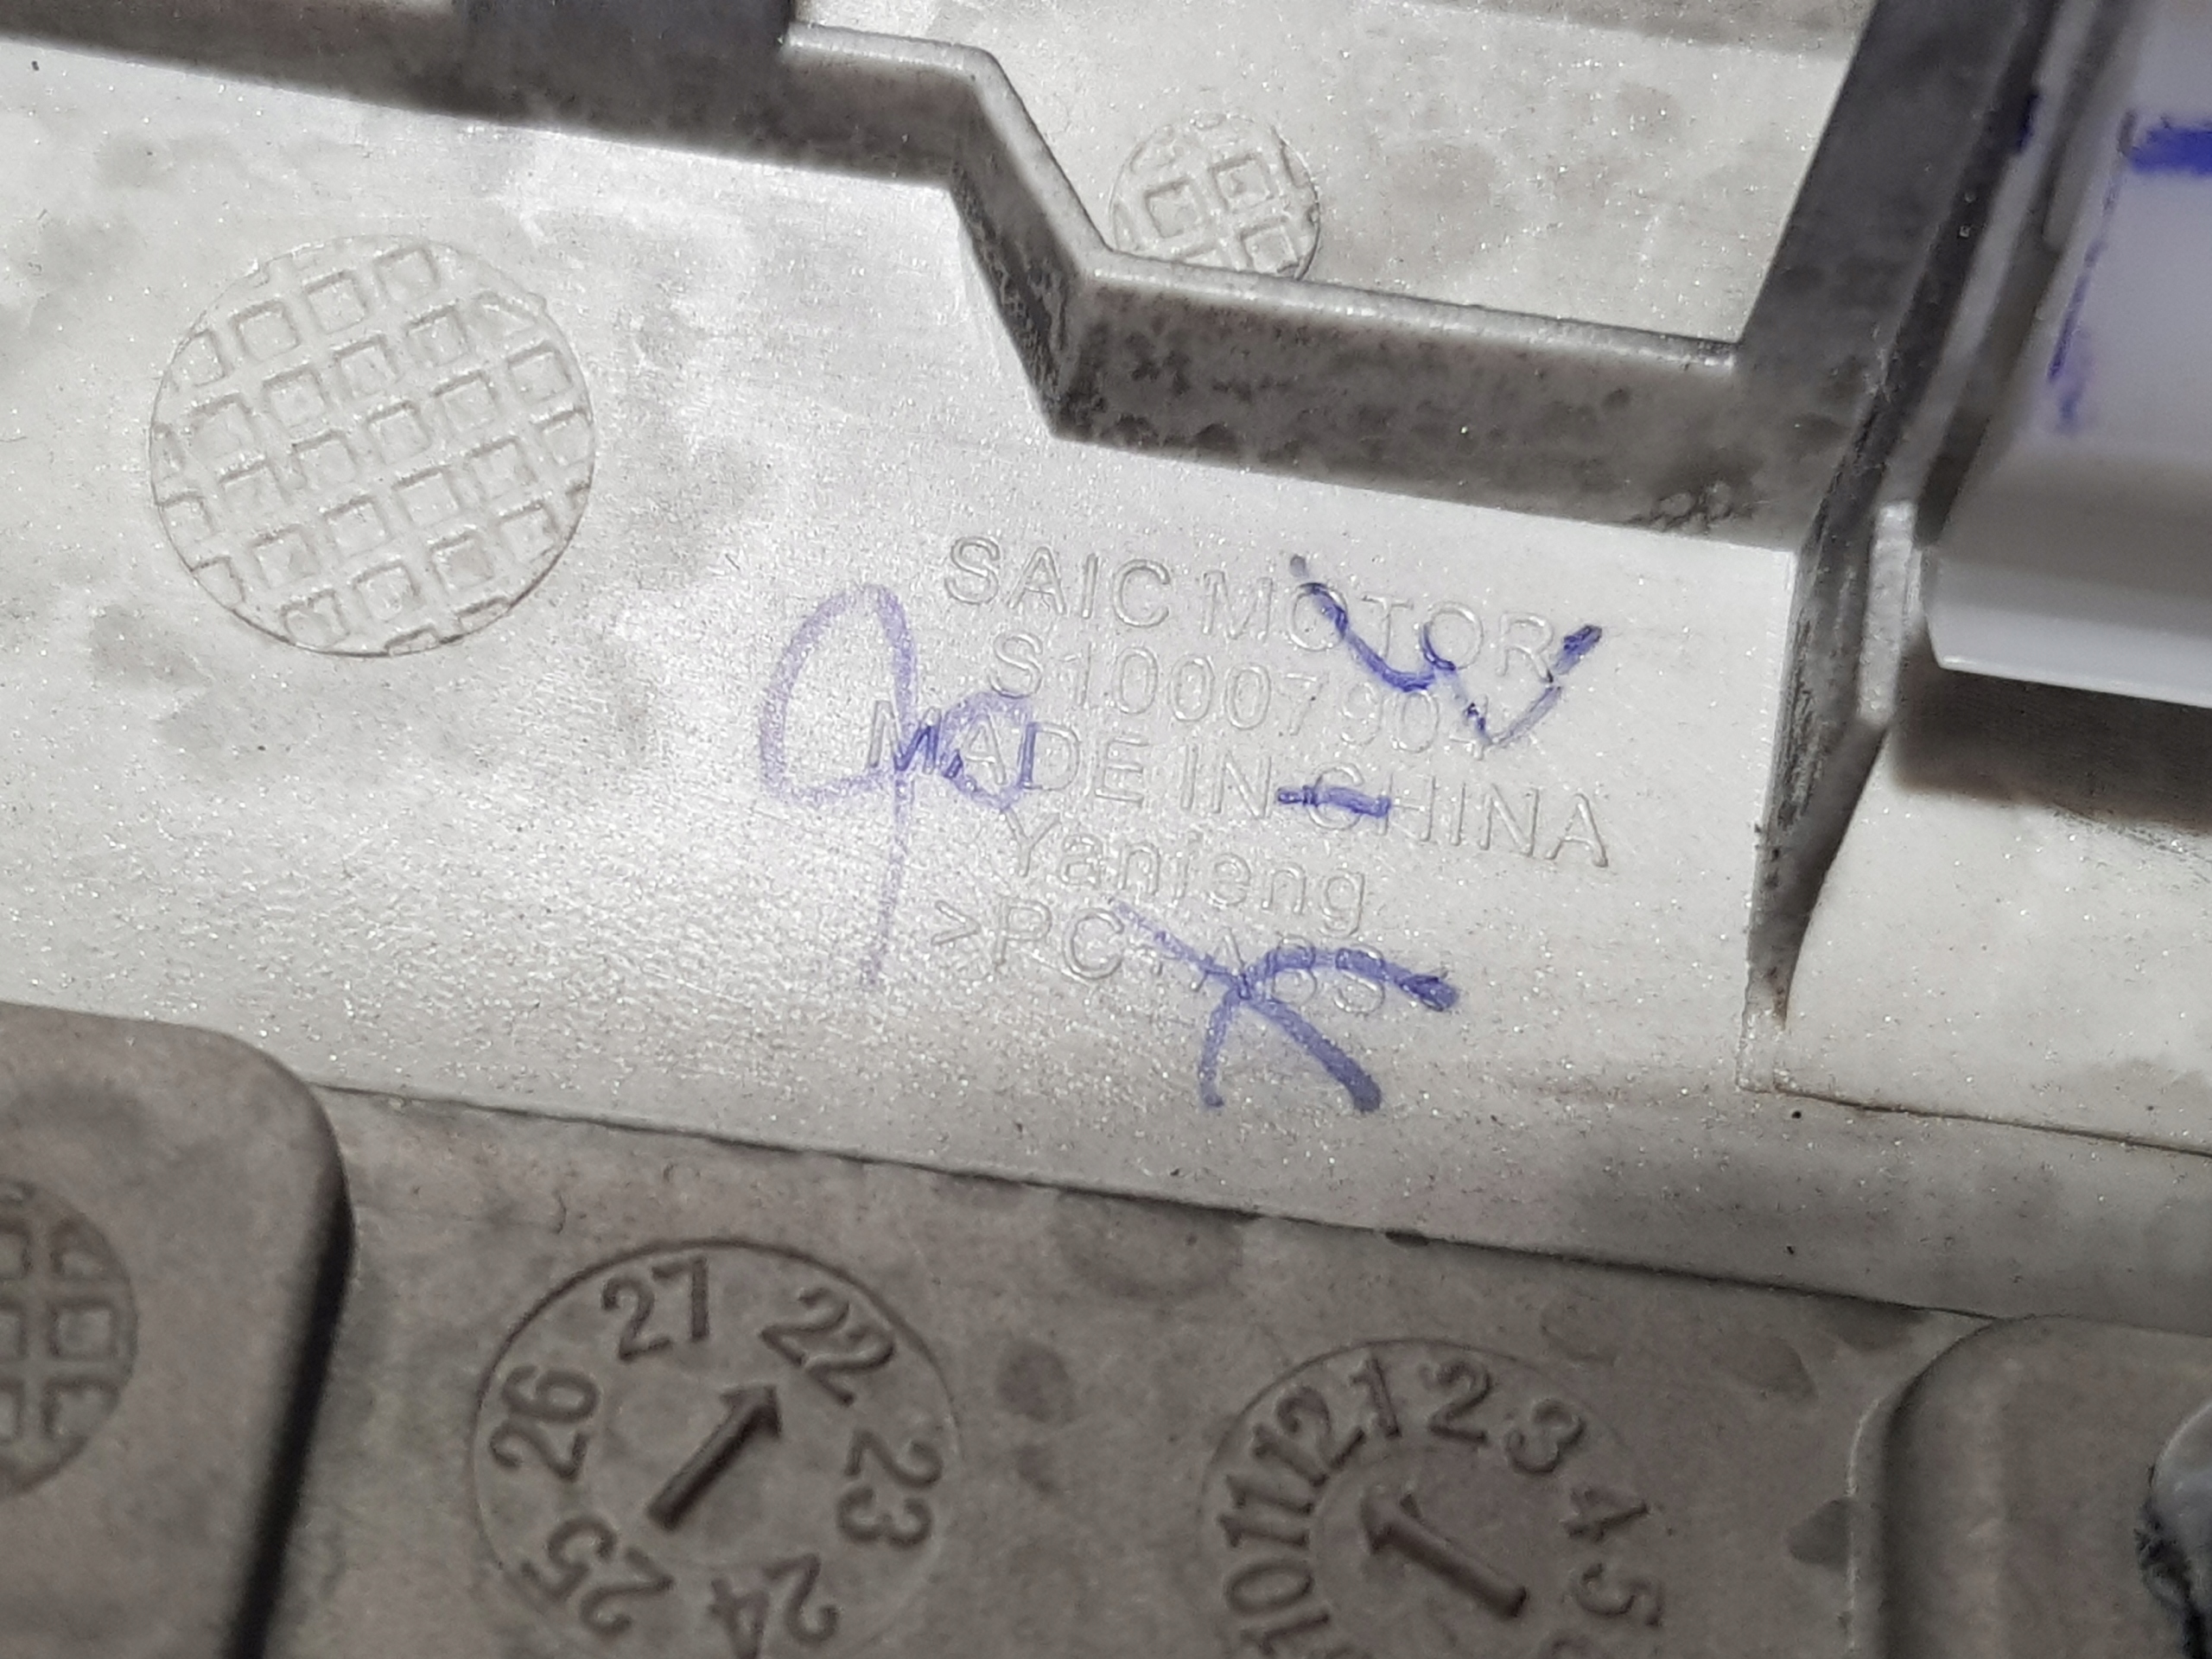 SAIC MOTOR
S10007904
MADE IN CHINA
Yanfeng
>PC+ABS
27 22 23 24 25 26
10 11 12 1 2 3 4 5